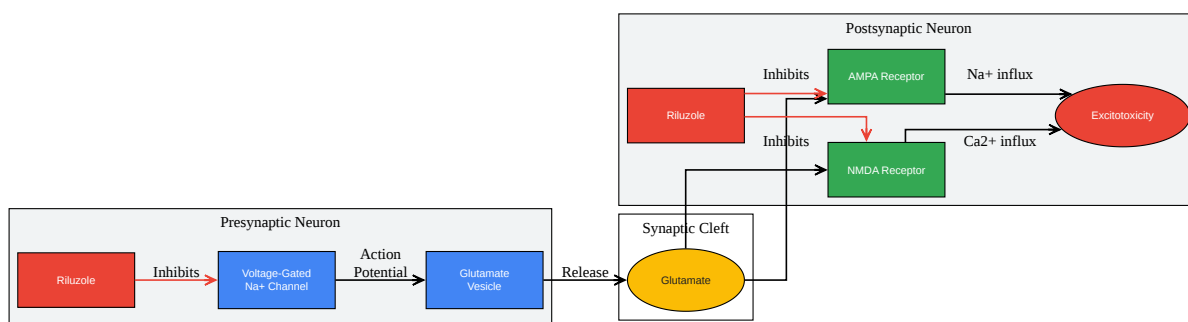 Postsynaptic Neuron
Inhibits
AMPA Receptor
Na+ influx
Riluzole
Excitotoxicity
Inhibits
NMDA Receptor
Ca2+ influx
Presynaptic Neuron
Synaptic Cleft
Riluzole
Inhibits
Voltage-Gated
Na+ Channel
Action
Potential
Glutamate
Vesicle
Release
Glutamate